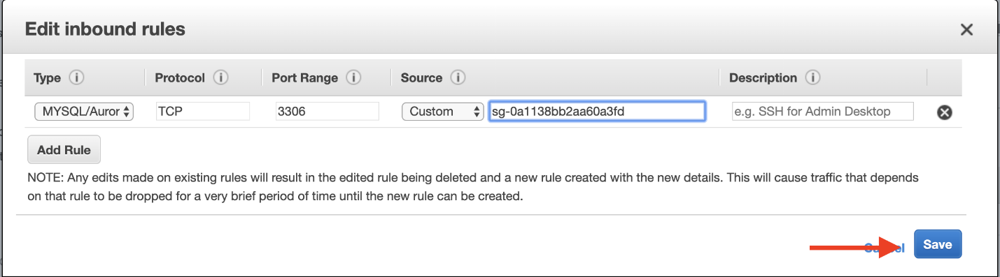 Edit inbound rules
Type Protocol Port Range Source Description
MYSQL/Auror TCP 3306 Custom sg-0a1138bb2aa60a3fd e.g. SSH for Admin Desktop
Add Rule
NOTE: Any edits made on existing rules will result in the edited rule being deleted and a new rule created with the new details. This will cause traffic that depends
on that rule to be dropped for a very brief period of time until the new rule can be created.
Save